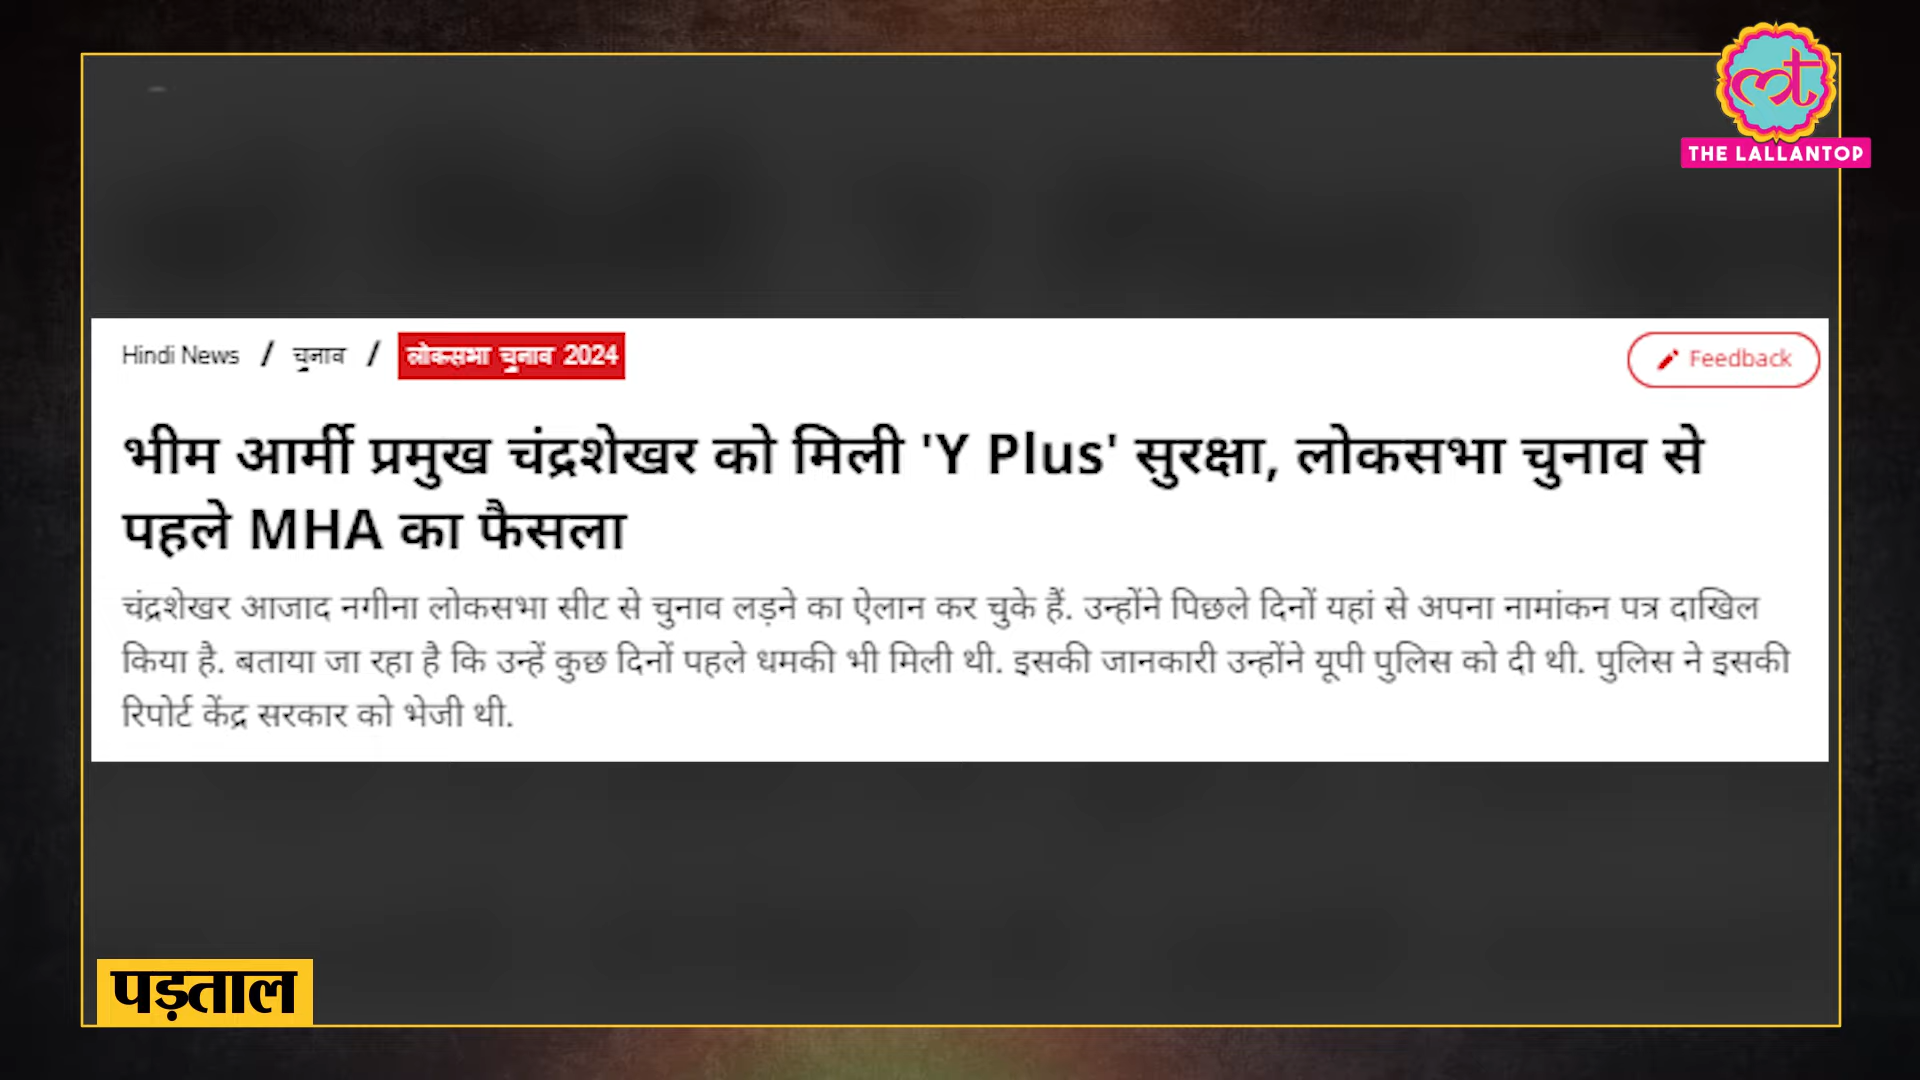 THE LALLANTOP
Hindi News / चुनाव / लोकसभा चुनाव 2024
Feedback
भीम आर्मी प्रमुख चंद्रशेखर को मिली 'Y Plus' सुरक्षा, लोकसभा चुनाव से
पहले MHA का फैसला
चंद्रशेखर आजाद नगीना लोकसभा सीट से चुनाव लड़ने का ऐलान कर चुके हैं. उन्होंने पिछले दिनों यहां से अपना नामांकन पत्र दाखिल
किया है. बताया जा रहा है कि उन्हें कुछ दिनों पहले धमकी भी मिली थी. इसकी जानकारी उन्होंने यूपी पुलिस को दी थी. पुलिस ने इसकी
रिपोर्ट केंद्र सरकार को भेजी थी.
पड़ताल